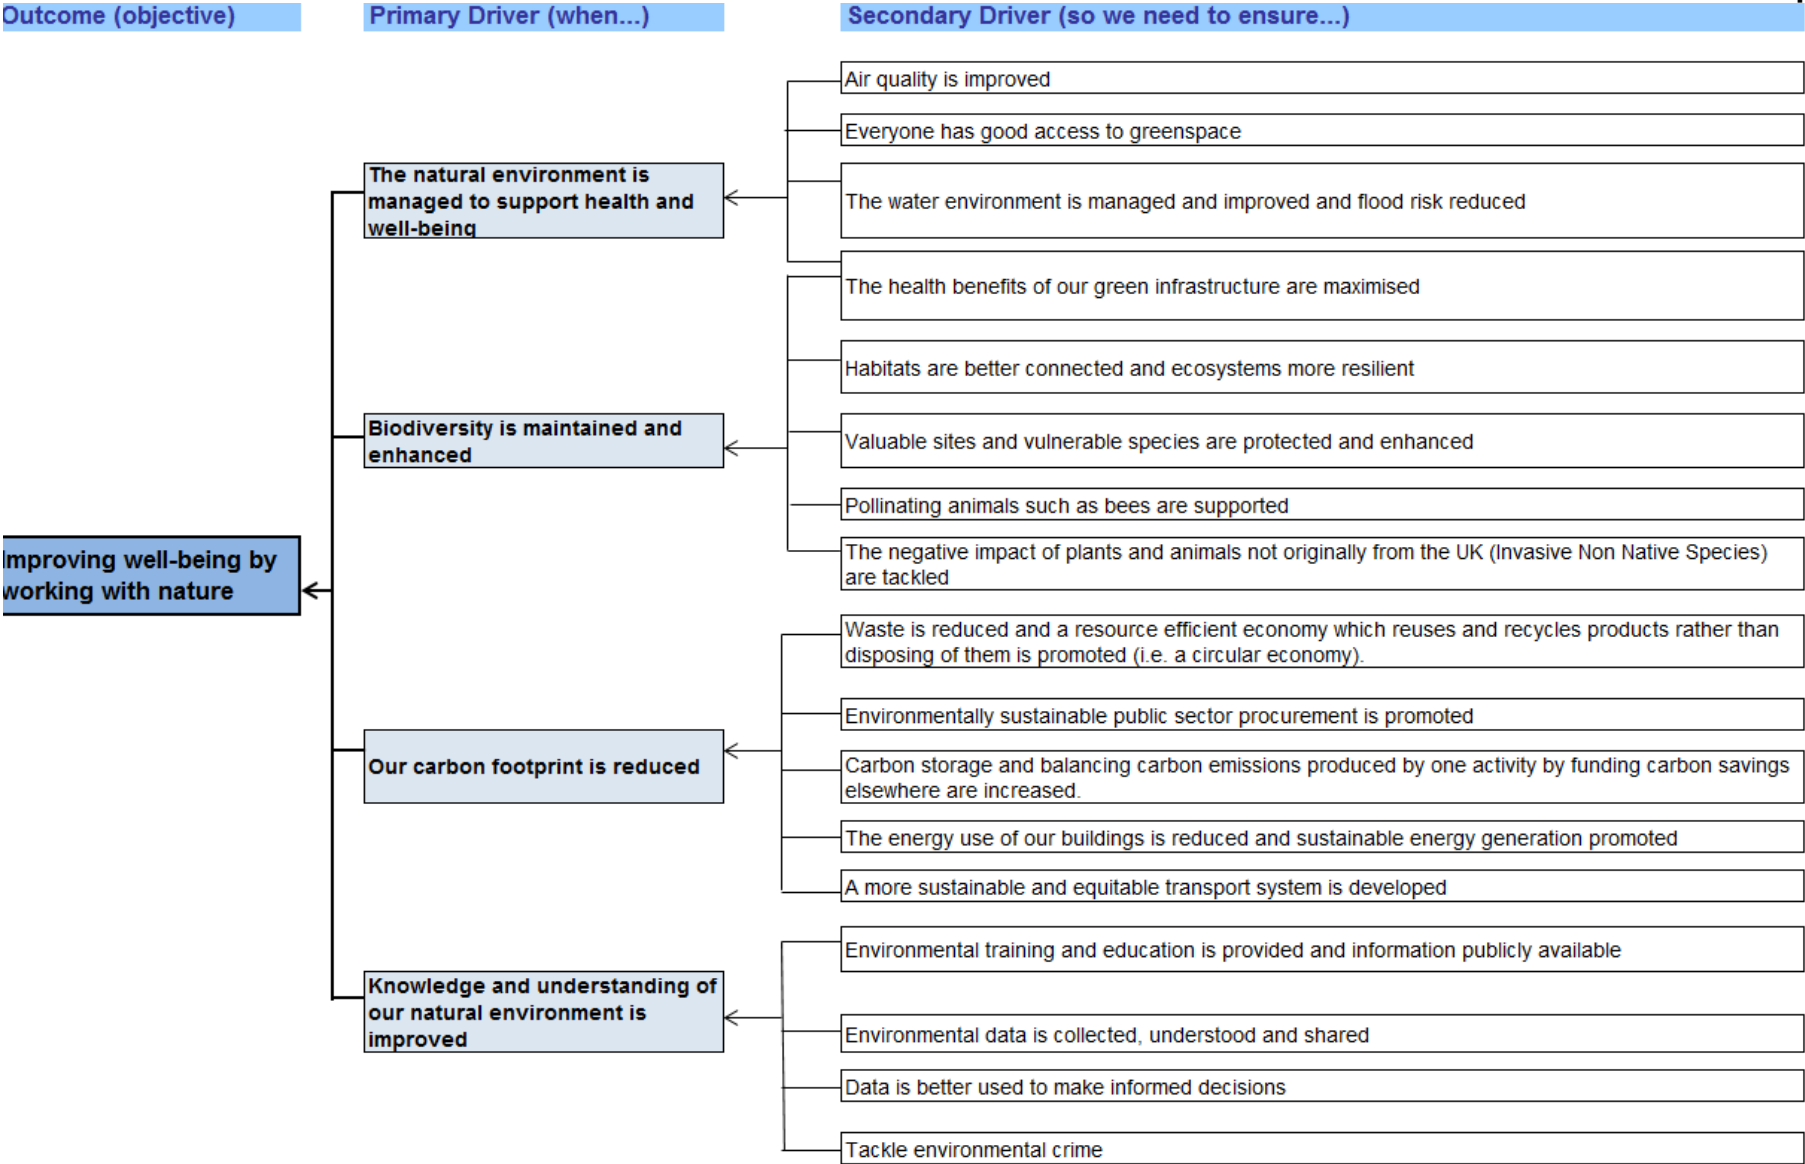 Outcome (objective)
Primary Driver (when...)
Secondary Driver (so we need to ensure...)
Air quality is improved
Everyone has good access to greenspace
The natural environment is
managed to support health and
well-being
The water environment is managed and improved and flood risk reduced
The health benefits of our green infrastructure are maximised
Habitats are better connected and ecosystems more resilient
Biodiversity is maintained and
enhanced
Valuable sites and vulnerable species are protected and enhanced
Pollinating animals such as bees are supported
The negative impact of plants and animals not originally from the UK (Invasive Non Native Species)
are tackled
Improving well-being by
working with nature
Waste is reduced and a resource efficient economy which reuses and recycles products rather than
disposing of them is promoted (i.e. a circular economy).
Environmentally sustainable public sector procurement is promoted
Our carbon footprint is reduced
Carbon storage and balancing carbon emissions produced by one activity by funding carbon savings
elsewhere are increased.
The energy use of our buildings is reduced and sustainable energy generation promoted
A more sustainable and equitable transport system is developed
Environmental training and education is provided and information publicly available
Knowledge and understanding of
our natural environment is
improved
Environmental data is collected, understood and shared
Data is better used to make informed decisions
Tackle environmental crime